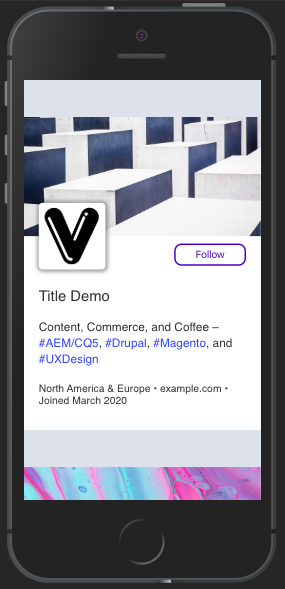 V
Follow
Title Demo
Content, Commerce, and Coffee –
#AEM/CQ5, #Drupal, #Magento, and
#UXDesign
North America & Europe • example.com •
Joined March 2020